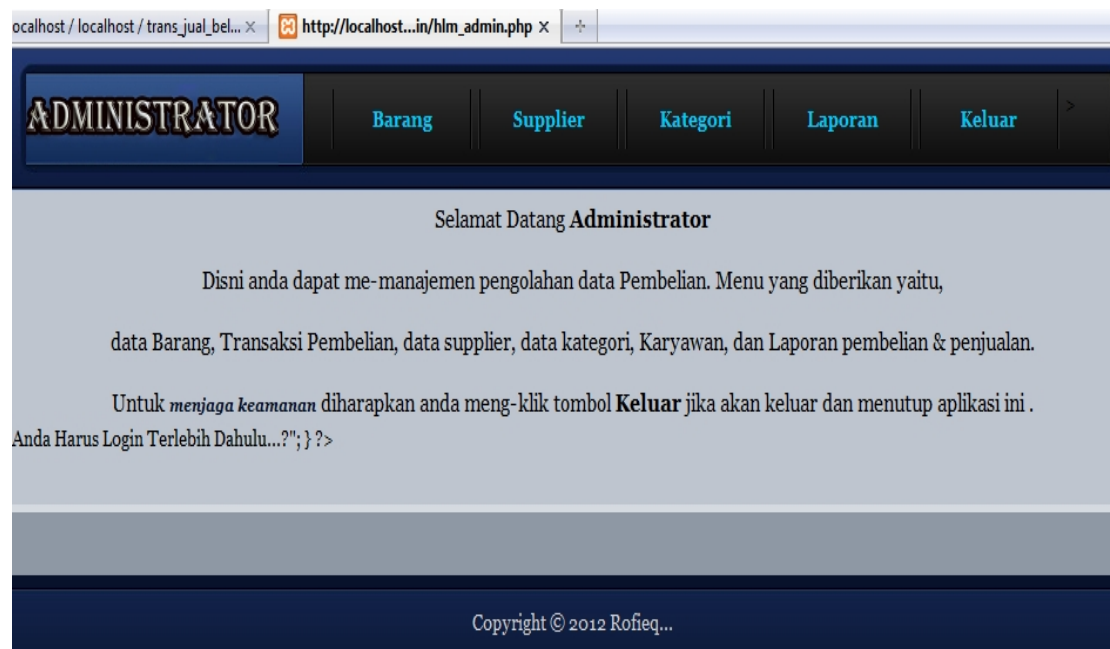 ocalhost / localhost / trans_jual_bel... x http://localhost...in/hlm_admin.php x
ADMINISTRATOR Barang Supplier Kategori Laporan Keluar >
Selamat Datang Administrator
Disni anda dapat me-manajemen pengolahan data Pembelian. Menu yang diberikan yaitu,
data Barang, Transaksi Pembelian, data supplier, data kategori, Karyawan, dan Laporan pembelian & penjualan.
Untuk menjaga keamanan diharapkan anda meng-klik tombol Keluar jika akan keluar dan menutup aplikasi ini .
Anda Harus Login Terlebih Dahulu...?"; } ?>
Copyright © 2012 Rofieq...